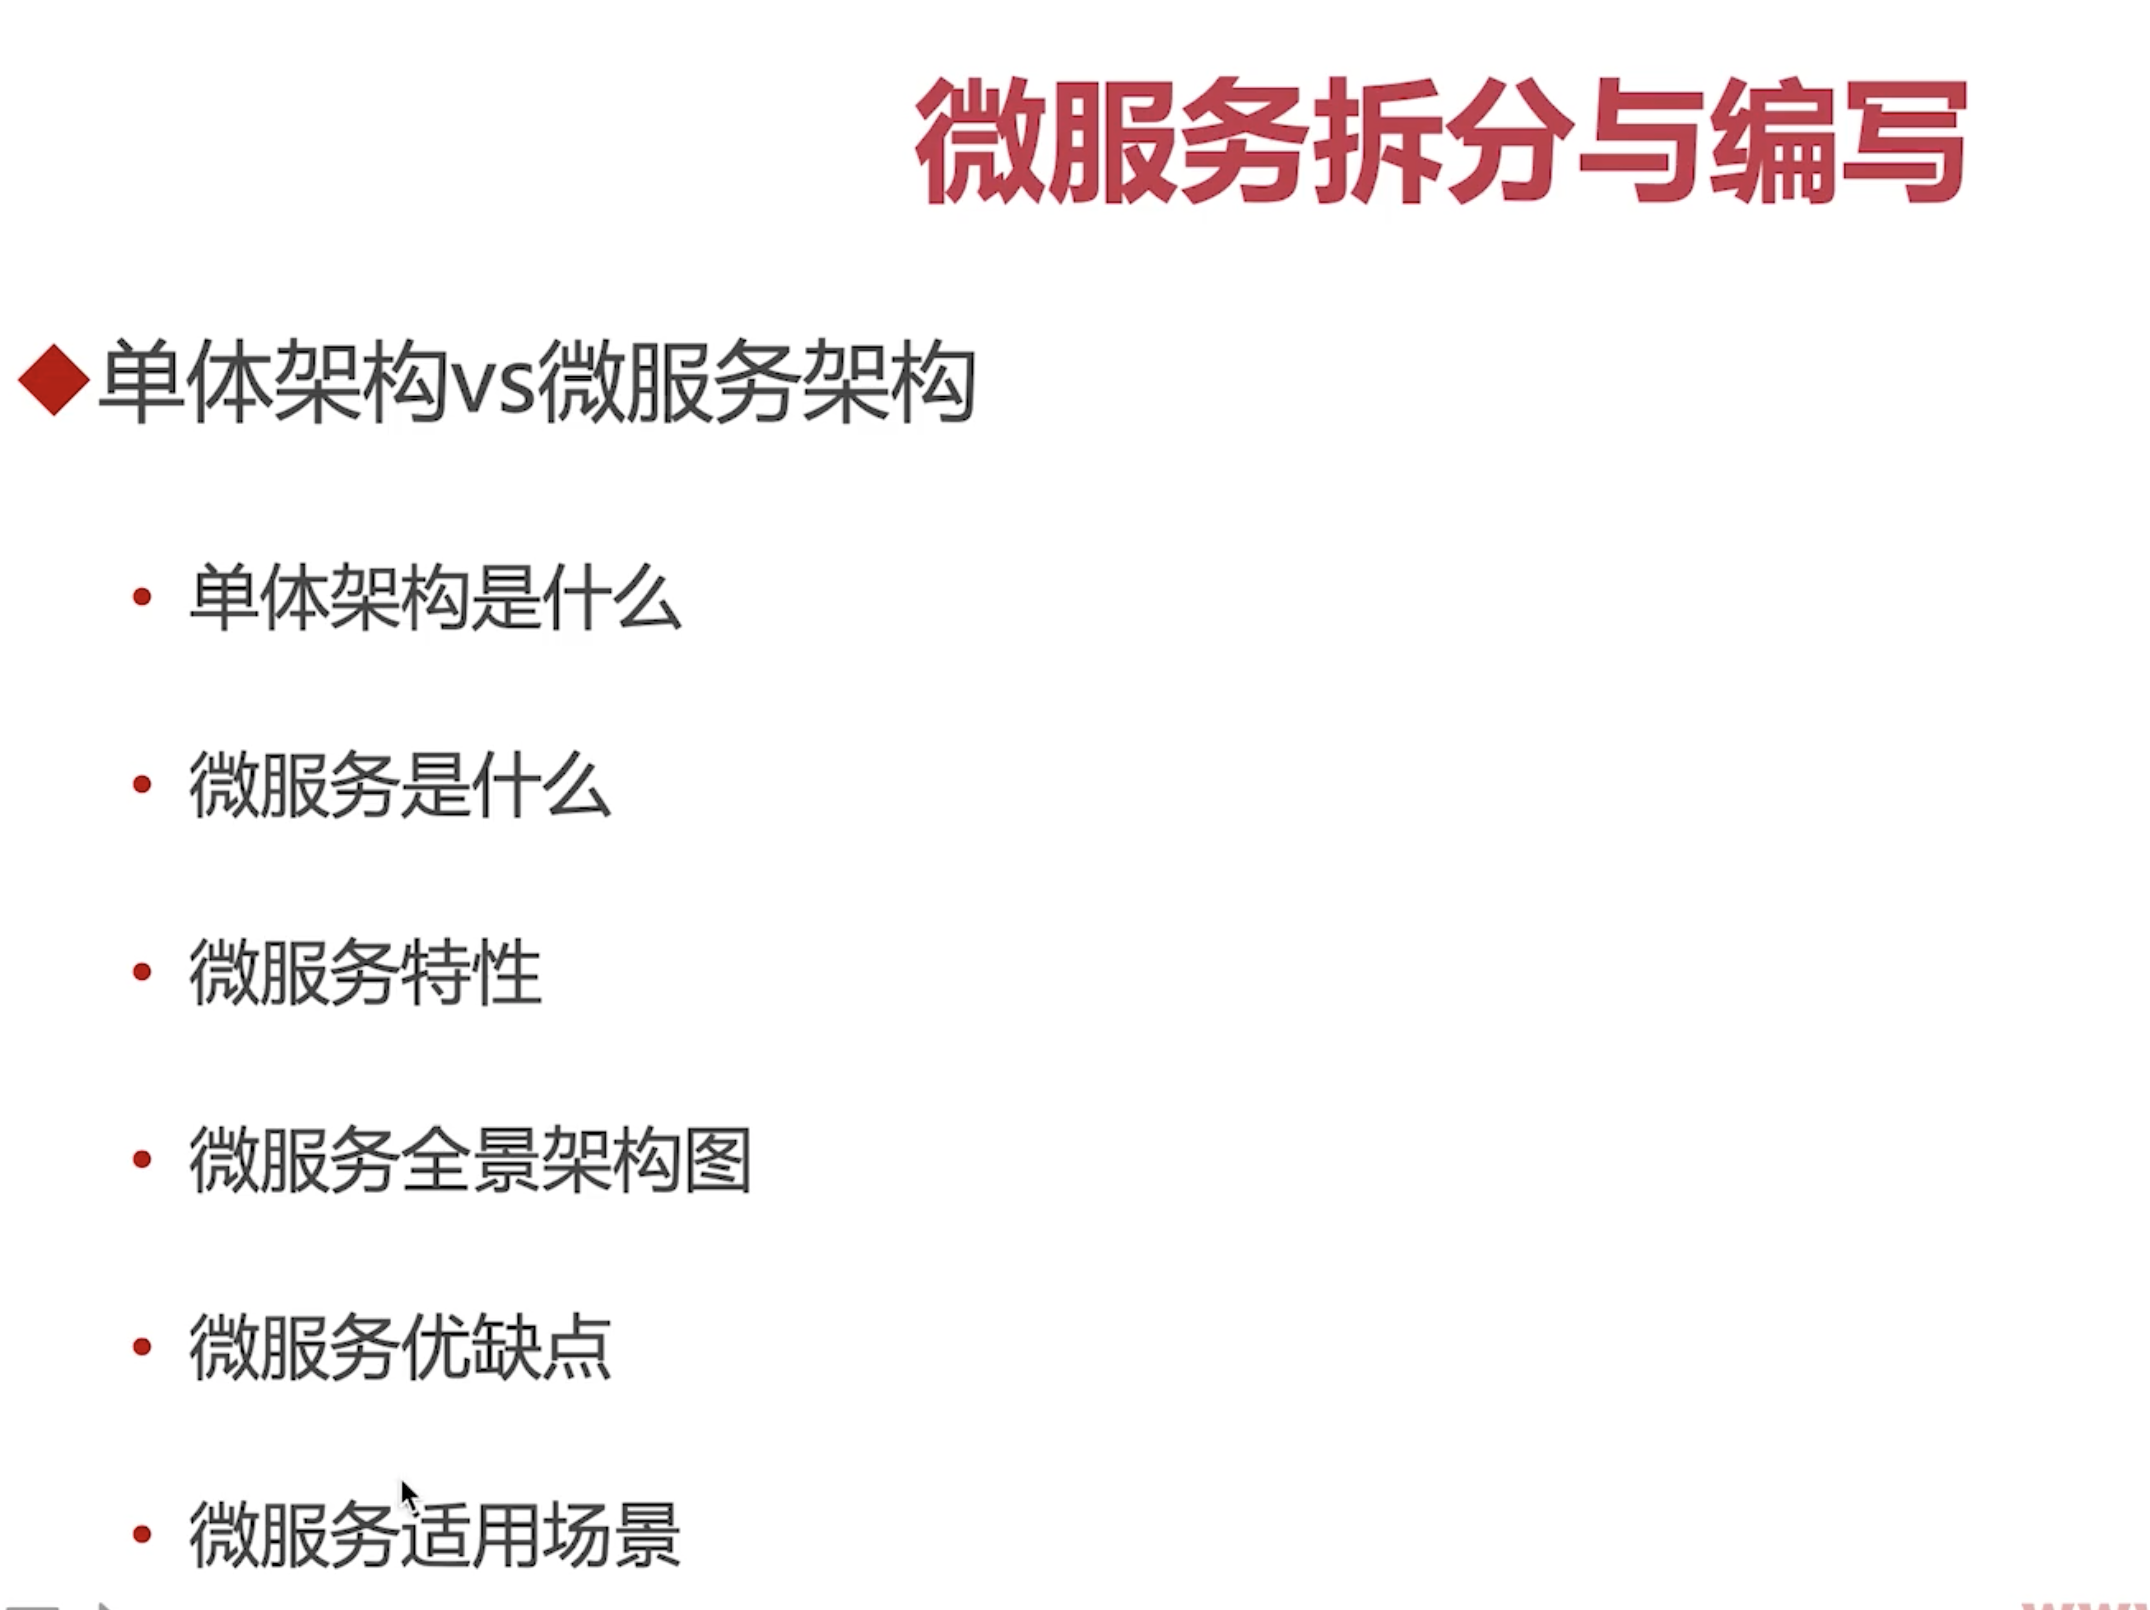 微服务拆分与编写
单体架构vs微服务架构
单体架构是什么
微服务是什么
微服务特性
微服务全景架构图
微服务优缺点
微服务适用场景